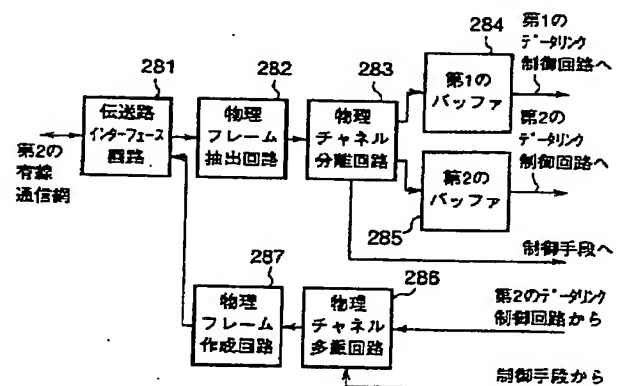 284
第1の
データリンク
制御回路へ
281
282
283
第1の
バッファ
伝送路
インターフェース
回路
物理
フレーム
抽出回路
物理
チャネル
分離回路
第2の
データリンク
制御回路へ
第2の
有線
通信網
第2の
バッファ
285
制御手段へ
287
286
第2のデータリンク
制御回路から
物理
フレーム
作成回路
物理
チャネル
多重回路
制御手段から